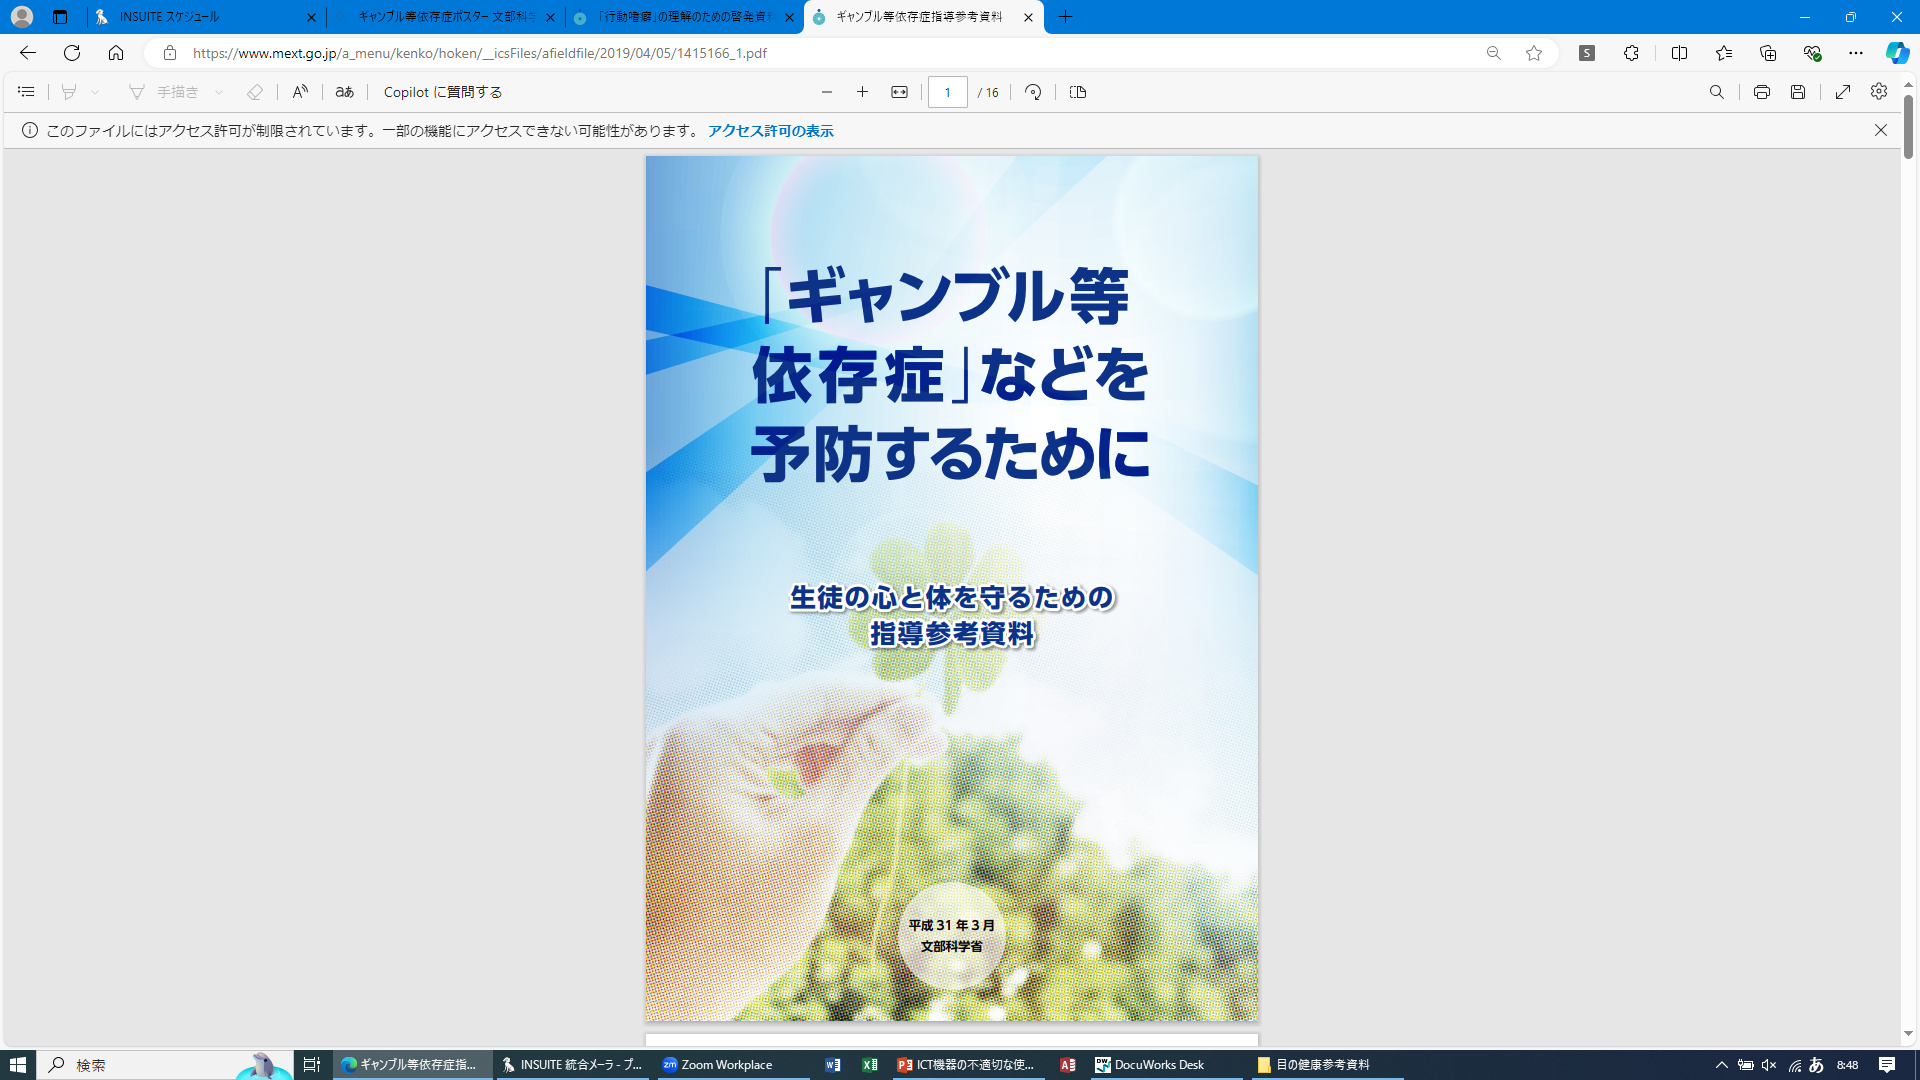 INSUITE スケジュール
ギャンブル等依存症ポスター 文部科学
「行動嗜癖」の理解のための啓発資料
ギャンブル等依存症指導参考資料
https://www.mext.go.jp/a_menu/kenko/hoken/__icsFiles/afieldfile/2019/04/05/1415166_1.pdf
S
手描き
aあ
Copilot に質問する
1
/ 16
このファイルにはアクセス許可が制限されています。一部の機能にアクセスできない可能性があります。 アクセス許可の表示
「ギャンブル等
依存症」などを
予防するために
生徒の心と体を守るための
指導参考資料
平成 31 年 3 月
文部科学省
検索
ギャンブル等依存症指...
INSUITE 統合メーラ - プ...
zm Zoom Workplace
ICT機器の不適切な使...
DocuWorks Desk
目の健康参考資料
あ
8:48